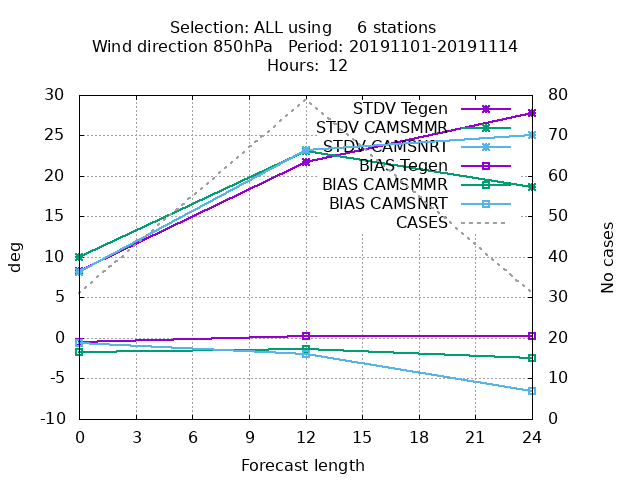 Selection: ALL using     6 stations
Wind direction 850hPa   Period: 20191101-20191114
Hours:  12
30
25
20
15
10
5
0
-5
-10
deg
80
70
60
50
40
30
20
10
0
No cases
STDV Tegen
STDV CAMSMMR
STDV CAMSNRT
BIAS Tegen
BIAS CAMSMMR
BIAS CAMSNRT
CASES
0 3 6 9 12 15 18 21 24
Forecast length